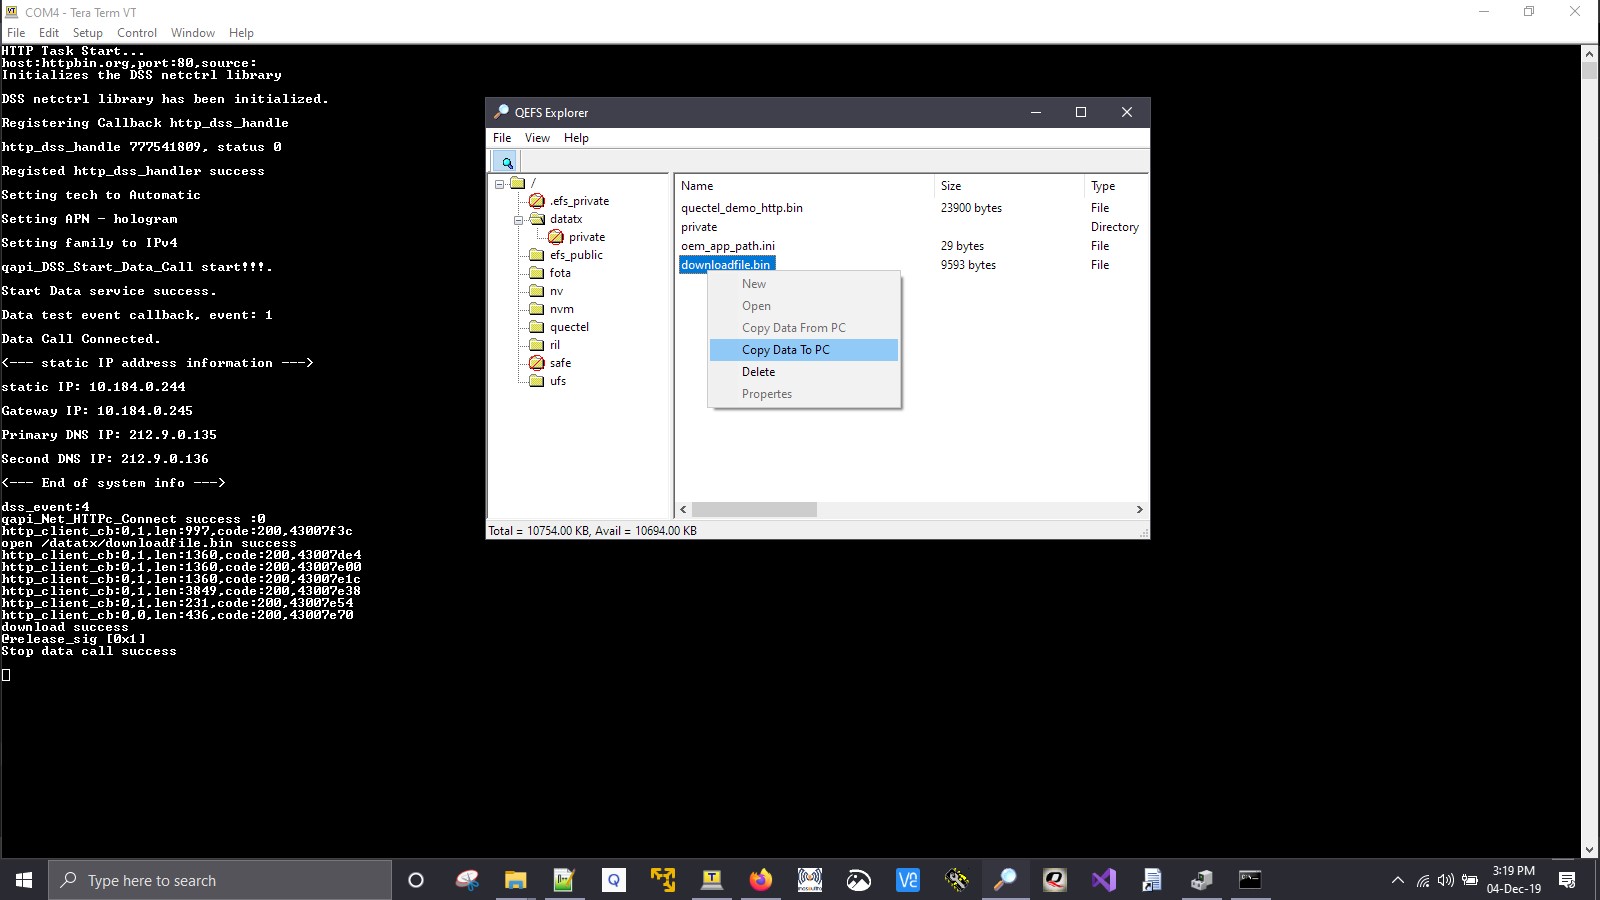 COM4 - Tera Term VT
File Edit Setup Control Window Help
HTTP Task Start...
host:httpbin.org,port:80,source:
Initializes the DSS netctrl library
DSS netctrl library has been initialized.
Registering Callback http_dss_handle
http_dss_handle 777541809, status 0
Registed http_dss_handler success
Setting tech to Automatic
Setting APN - hologram
Setting family to IPv4
qapi_DSS_Start_Data_Call start!!!.
Start Data service success.
Data test event callback, event: 1
Data Call Connected.
<--- static IP address information --->
static IP: 10.184.0.244
Gateway IP: 10.184.0.245
Primary DNS IP: 212.9.0.135
Second DNS IP: 212.9.0.136
<--- End of system info --->
dss_event:4
qapi_Net_HTTPc_Connect success :0
http_client_cb:0,1,len:997,code:200,43007f3c
open /datatx/downloadfile.bin success
http_client_cb:0,1,len:1360,code:200,43007de4
http_client_cb:0,1,len:1360,code:200,43007e00
http_client_cb:0,1,len:1360,code:200,43007e1c
http_client_cb:0,1,len:3849,code:200,43007e38
http_client_cb:0,1,len:231,code:200,43007e54
http_client_cb:0,0,len:436,code:200,43007e70
download success
@release_sig [0x1]
Stop data call success
QEFS Explorer
File View Help
/
.efs_private
datatx
private
efs_public
fota
nv
nvm
quectel
ril
safe
ufs
Name Size Type
quectel_demo_http.bin 23900 bytes File
private Directory
oem_app_path.ini 29 bytes File
downloadfile.bin 9593 bytes File
New
Open
Copy Data From PC
Copy Data To PC
Delete
Propertes
Total = 10754.00 KB, Avail = 10694.00 KB
Type here to search
3:19 PM
04-Dec-19